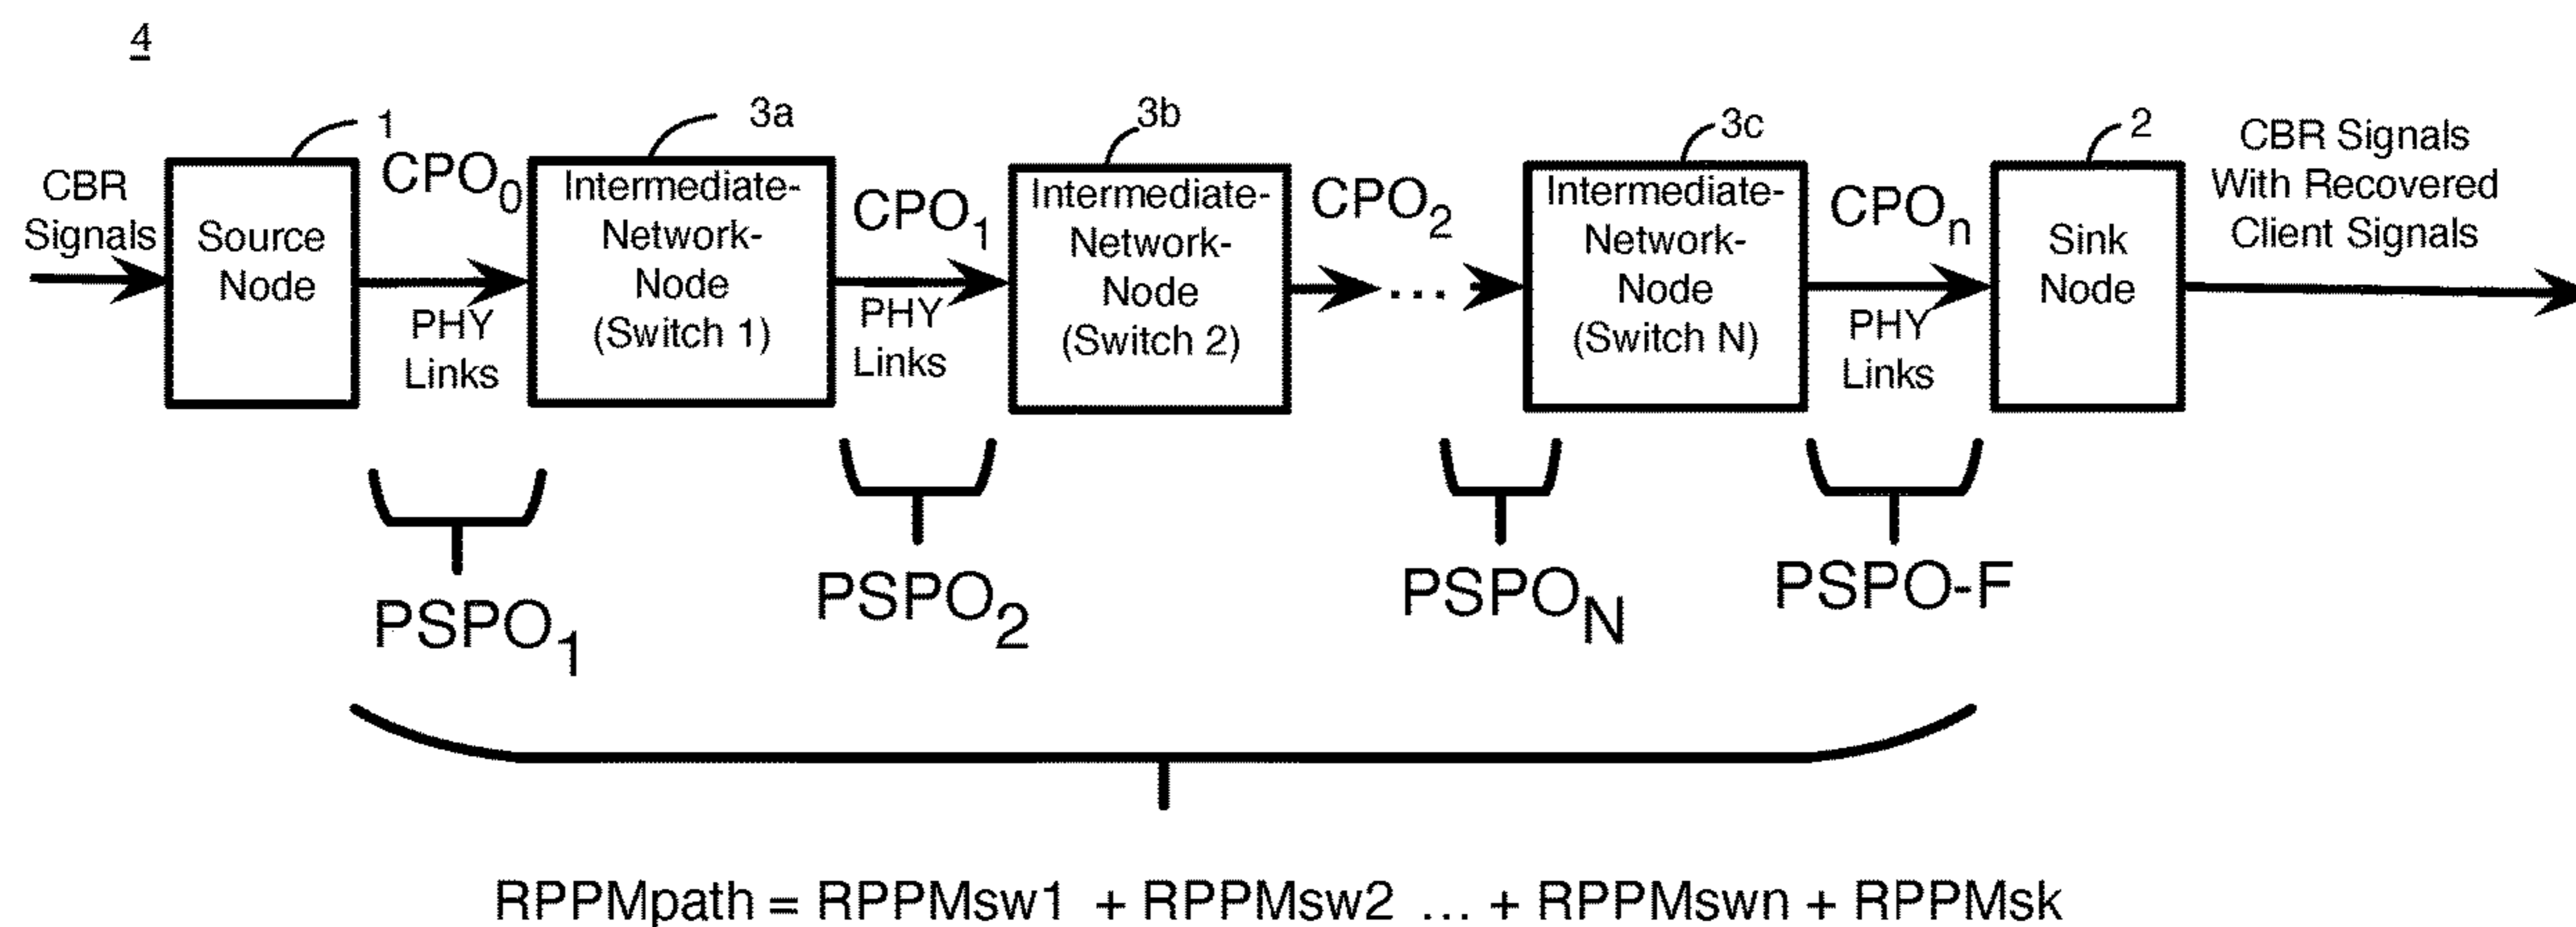 4
1
3a
3b
3c
2
CBR
Signals
Source
Node
CPO0
PHY
Links
Intermediate-
Network-
Node
(Switch 1)
CPO1
PHY
Links
Intermediate-
Network-
Node
(Switch 2)
CPO2
...
Intermediate-
Network-
Node
(Switch N)
CPOn
PHY
Links
Sink
Node
CBR Signals
With Recovered
Client Signals
PSPO1
PSPO2
PSPON
PSPO-F
RPPMpath = RPPMsw1 + RPPMsw2 ... + RPPMswn + RPPMsk